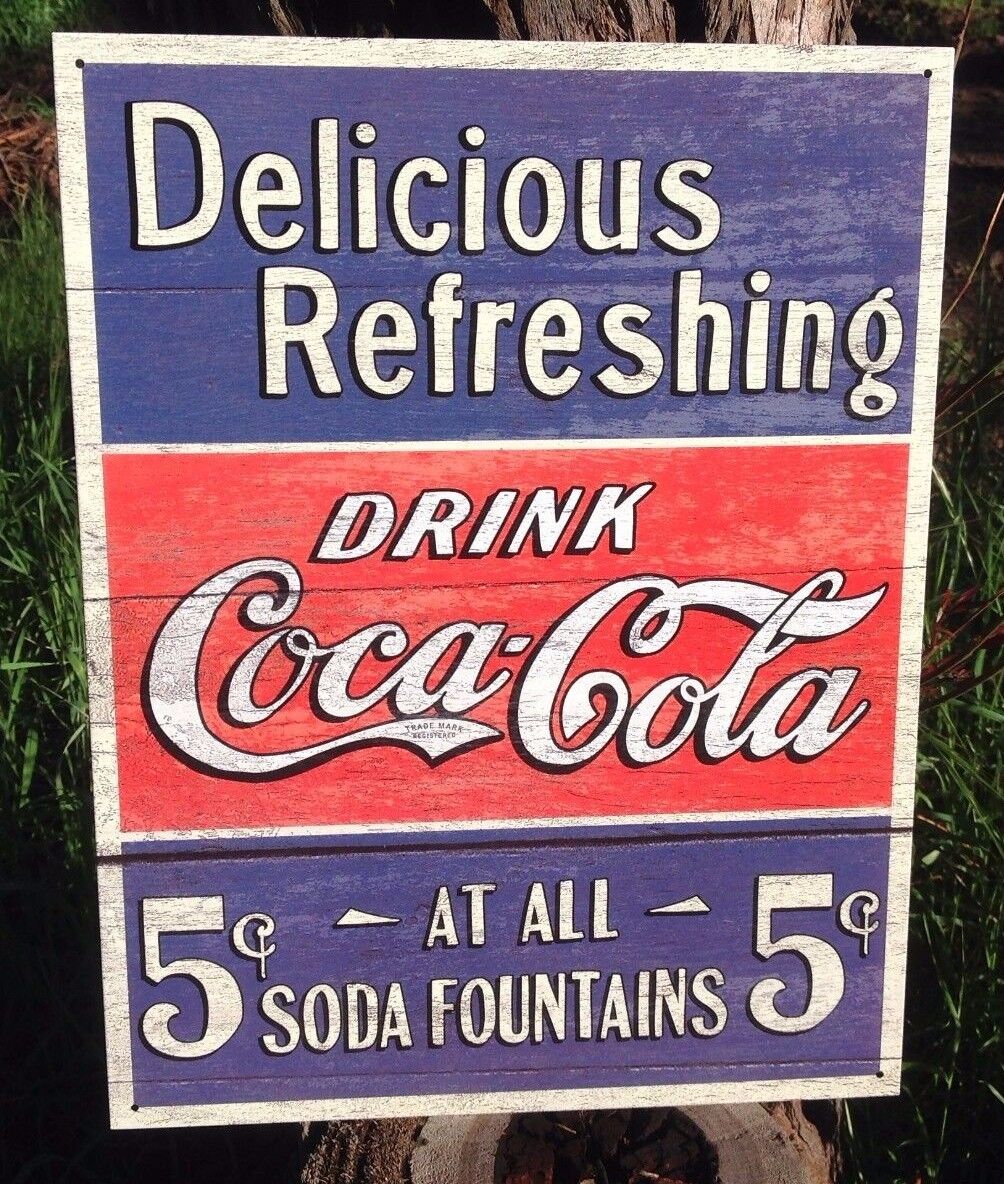 Delicious
Refreshing
DRINK
Coca-Cola
TRADE MARK
REGISTERED
5¢ AT ALL 5¢
SODA FOUNTAINS